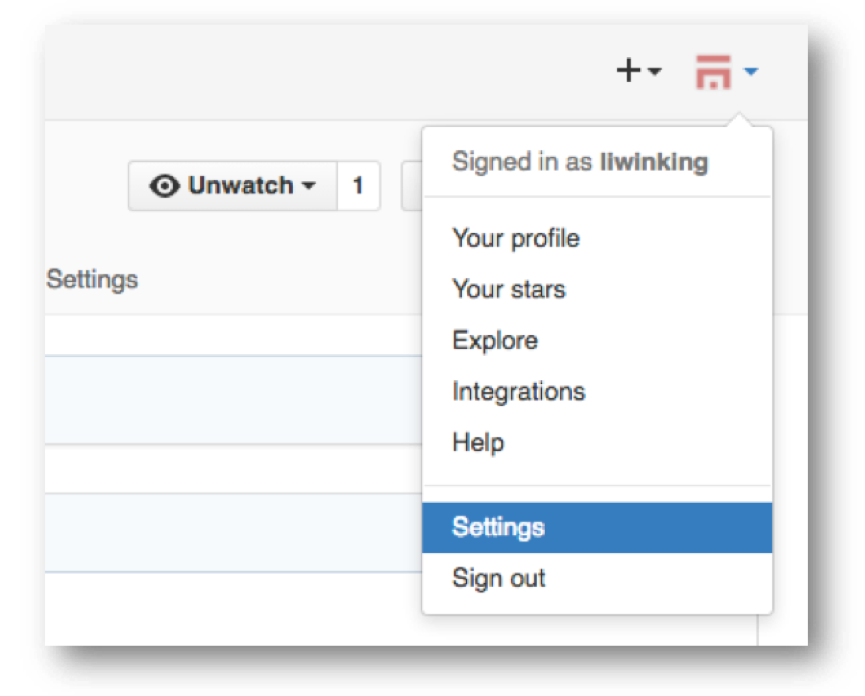 +
Signed in as liwinking
Unwatch 1
Your profile
Settings
Your stars
Explore
Integrations
Help
Settings
Sign out